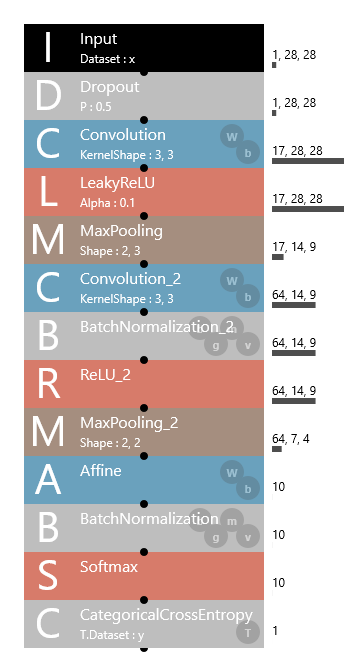 I Input
Dataset : x
1, 28, 28
D Dropout
P : 0.5
1, 28, 28
C Convolution
KernelShape : 3, 3
W
b
17, 28, 28
L LeakyReLU
Alpha : 0.1
17, 28, 28
M MaxPooling
Shape : 2, 3
17, 14, 9
C Convolution_2
KernelShape : 3, 3
W
b
64, 14, 9
B BatchNormalization_2
m
g v
64, 14, 9
R ReLU_2
64, 14, 9
M MaxPooling_2
Shape : 2, 2
64, 7, 4
A Affine
W
b
10
B BatchNormalization
m
g v
10
S Softmax
10
C CategoricalCrossEntropy
T.Dataset : y
T
1